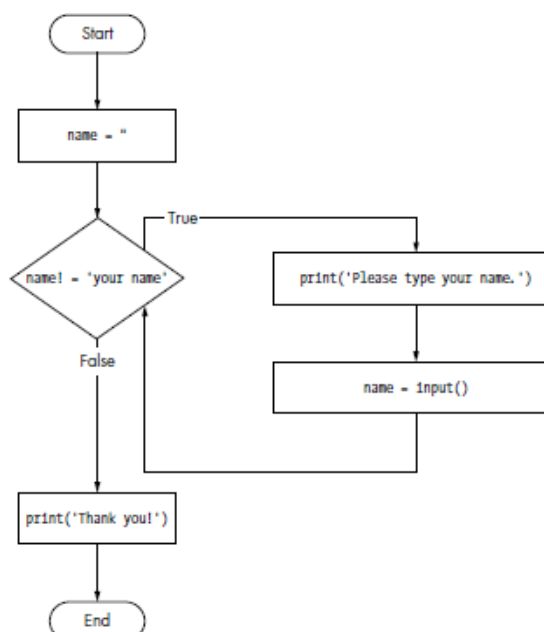 Start
name = "
True
name! = 'your name'
print('Please type your name.')
False
name = input()
print('Thank you!')
End